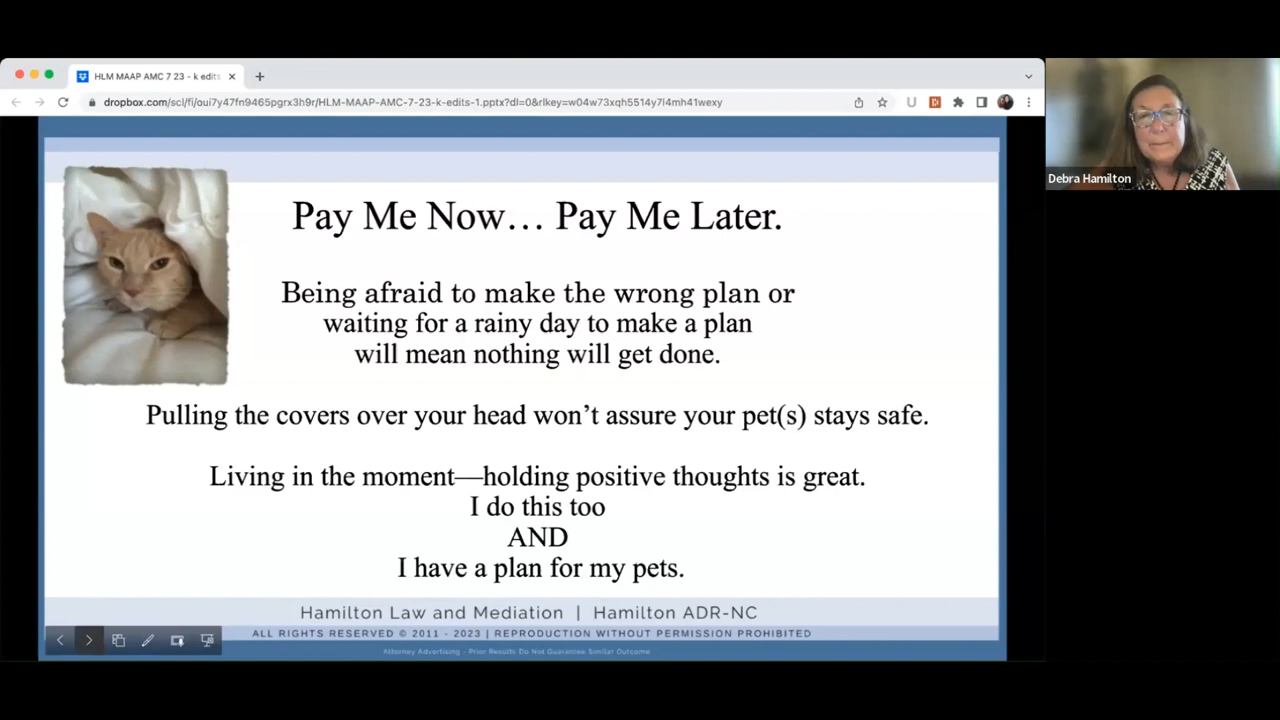 HLM MAAP AMC 7 23 - k edits
dropbox.com/scl/fi/oui7y47fn9465pgrx3h9r/HLM-MAAP-AMC-7-23-k-edits-1.pptx?dl=0&rlkey=w04w73xqh5514y7l4mh41wexy
Debra Hamilton
Pay Me Now… Pay Me Later.
Being afraid to make the wrong plan or
waiting for a rainy day to make a plan
will mean nothing will get done.
Pulling the covers over your head won’t assure your pet(s) stays safe.
Living in the moment—holding positive thoughts is great.
I do this too
AND
I have a plan for my pets.
Hamilton Law and Mediation | Hamilton ADR-NC
ALL RIGHTS RESERVED © 2011 - 2023 | REPRODUCTION WITHOUT PERMISSION PROHIBITED
Attorney Advertising - Prior Results Do Not Guarantee Similar Outcome